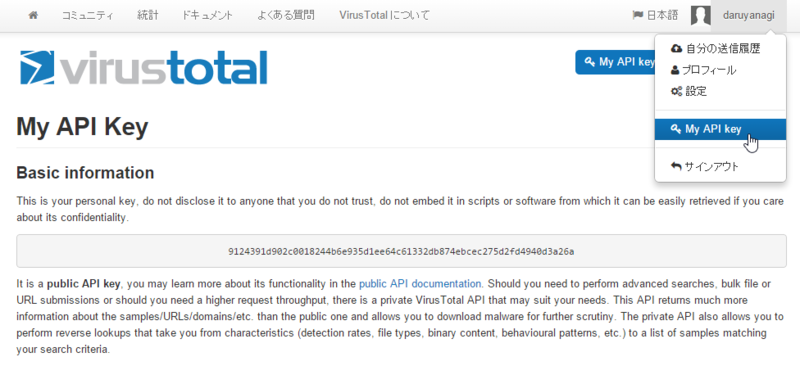 コミュニティ 統計 ドキュメント よくある質問 VirusTotal について 日本語 daruyanagi
virustotal
My API key
自分の送信履歴
プロフィール
設定
My API key
サインアウト
My API Key
Basic information
This is your personal key, do not disclose it to anyone that you do not trust, do not embed it in scripts or software from which it can be easily retrieved if you care
about its confidentiality.
9124391d902c0018244b6e935d1ee64c61332db874ebcec275d2fd4940d3a26a
It is a public API key, you may learn more about its functionality in the public API documentation. Should you need to perform advanced searches, bulk file or
URL submissions or should you need a higher request throughput, there is a private VirusTotal API that may suit your needs. This API returns much more
information about the samples/URLs/domains/etc. than the public one and allows you to download malware for further scrutiny. The private API also allows you to
perform reverse lookups that take you from characteristics (detection rates, file types, binary content, behavioural patterns, etc.) to a list of samples matching
your search criteria.